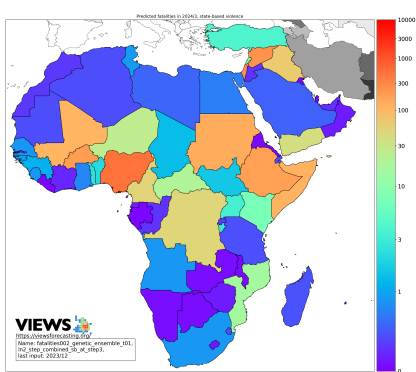 Predicted fatalities in 2024/3, state-based violence
3000
1000
300
100
30
10
3
1
0
VIEWS
https://viewsforecasting.org/
Name: fatalities002_genetic_ensemble_t01,
ln2_step_combined_sb_at_step3,
last input: 2023/12